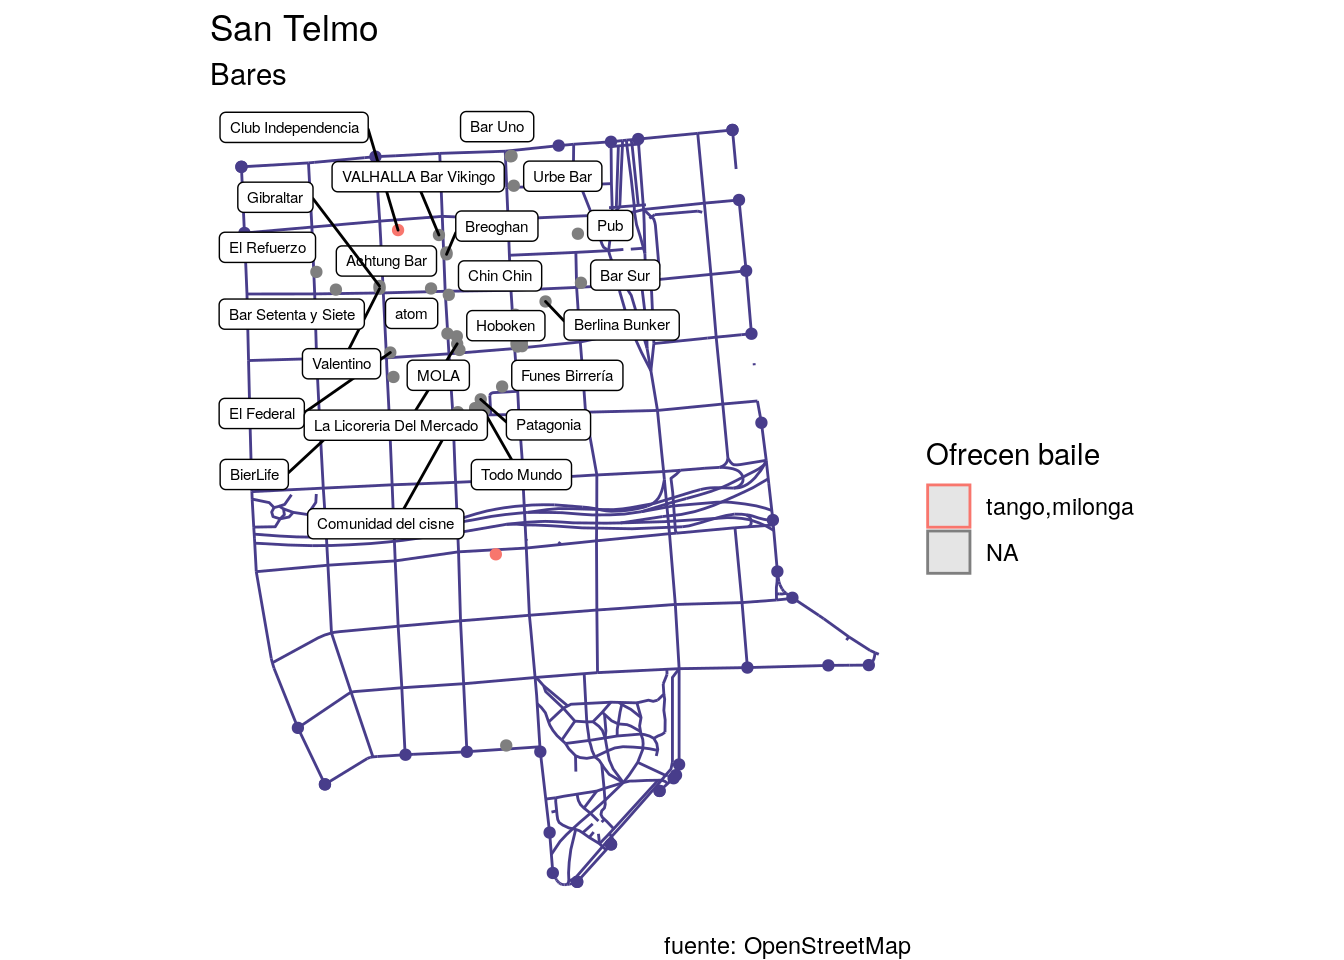 San Telmo
Bares
Club Independencia
Bar Uno
VALHALLA Bar Vikingo
Urbe Bar
Gibraltar
Breoghan
Pub
El Refuerzo
Achtung Bar
Chin Chin
Bar Sur
Bar Setenta y Siete
atom
Hoboken
Berlina Bunker
Valentino
MOLA
Funes Birrería
El Federal
La Licoreria Del Mercado
Patagonia
BierLife
Todo Mundo
Comunidad del cisne
Ofrecen baile
tango,milonga
NA
fuente: OpenStreetMap